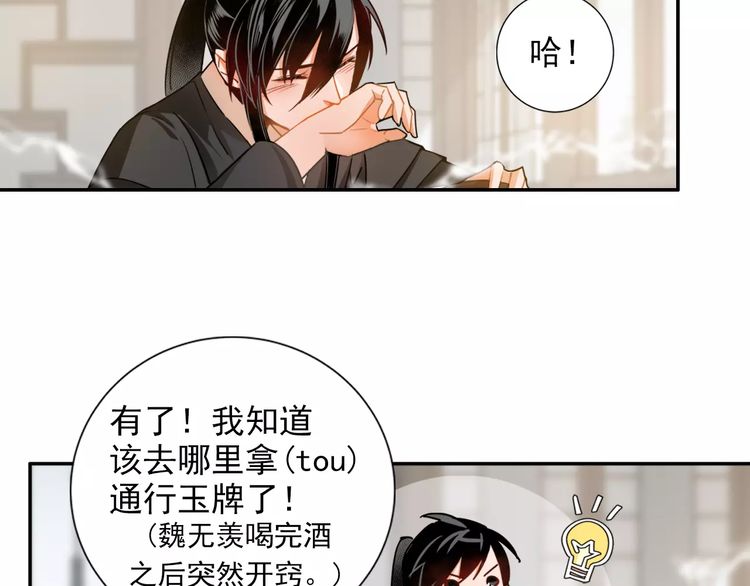 哈！
有了！我知道
该去哪里拿(tou)
通行玉牌了！
（魏无羡喝完酒
之后突然开窍。）